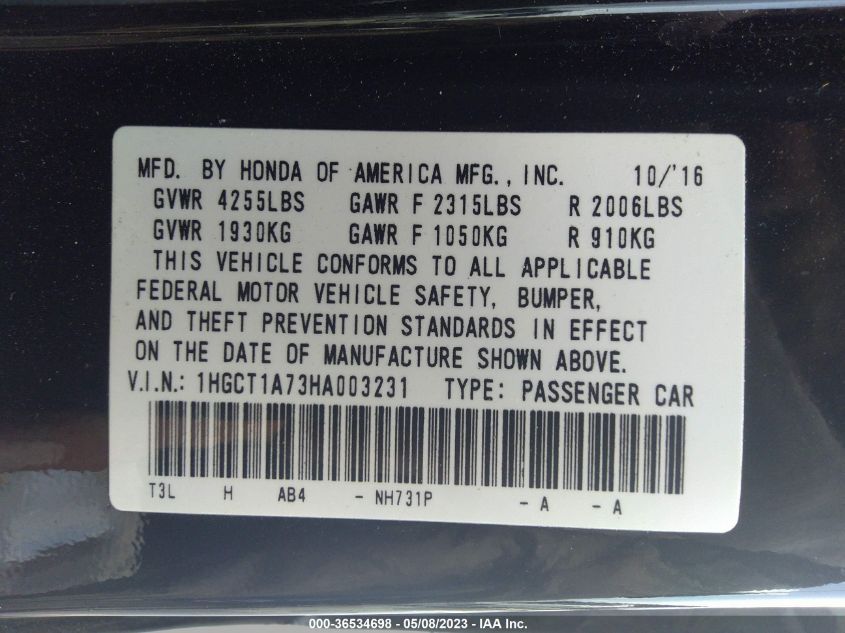 MFD. BY HONDA OF AMERICA MFG., INC. 10/'16
GVWR 4255LBS GAWR F 2315LBS R 2006LBS
GVWR 1930KG GAWR F 1050KG R 910KG
THIS VEHICLE CONFORMS TO ALL APPLICABLE
FEDERAL MOTOR VEHICLE SAFETY, BUMPER,
AND THEFT PREVENTION STANDARDS IN EFFECT
ON THE DATE OF MANUFACTURE SHOWN ABOVE.
V.I.N.: 1HGCT1A73HA003231 TYPE: PASSENGER CAR
T3L H AB4 - NH731P - A - A
000-36534698 - 05/08/2023 - IAA Inc.